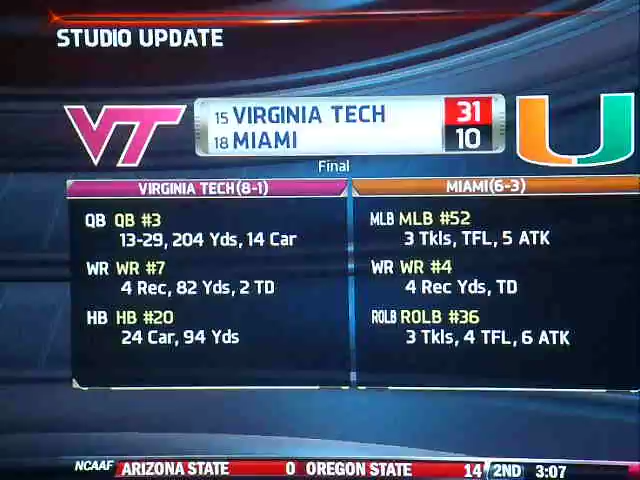 STUDIO UPDATE
VT
15 VIRGINIA TECH 31
18 MIAMI 10
Final
VIRGINIA TECH(8-1)
QB QB #3
13-29, 204 Yds, 14 Car
WR WR #7
4 Rec, 82 Yds, 2 TD
HB HB #20
24 Car, 94 Yds
MIAMI(6-3)
MLB MLB #52
3 Tkls, TFL, 5 ATK
WR WR #4
4 Rec Yds, TD
ROLB ROLB #36
3 Tkls, 4 TFL, 6 ATK
NCAAF ARIZONA STATE 0 OREGON STATE 14 2ND 3:07